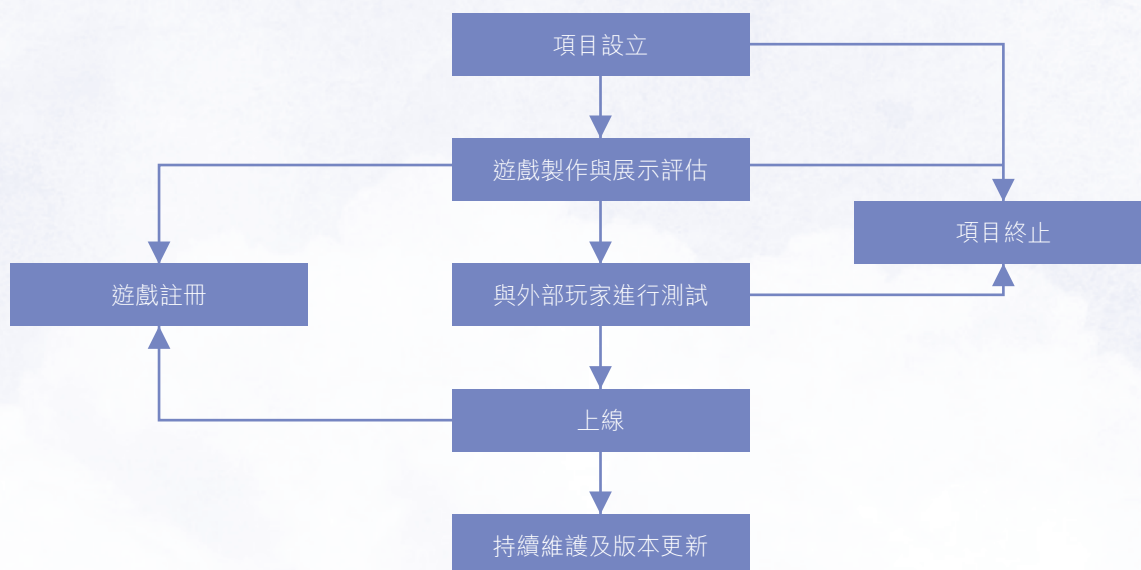 項目設立
遊戲製作與展示評估
項目終止
遊戲註冊
與外部玩家進行測試
上線
持續維護及版本更新